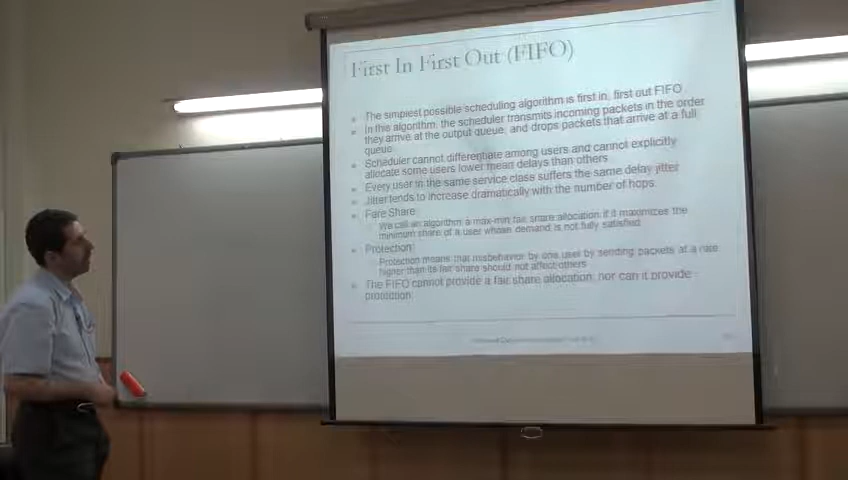 First In First Out (FIFO)
The simplest possible scheduling algorithm is first in, first out FIFO
In this algorithm, the scheduler transmits incoming packets in the order
they arrive at the output queue, and drops packets that arrive at a full
queue.
Scheduler cannot differentiate among users and cannot explicitly
allocate some users lower mean delays than others.
Every user in the same service class suffers the same delay jitter
Jitter tends to increase dramatically with the number of hops.
Fare Share:
We call an algorithm a max-min fair share allocation if it maximizes the
minimum share of a user whose demand is not fully satisfied
Protection:
Protection means that misbehavior by one user by sending packets at a rate
higher than its fair share should not affect others
The FIFO cannot provide a fair share allocation, nor can it provide
protection.